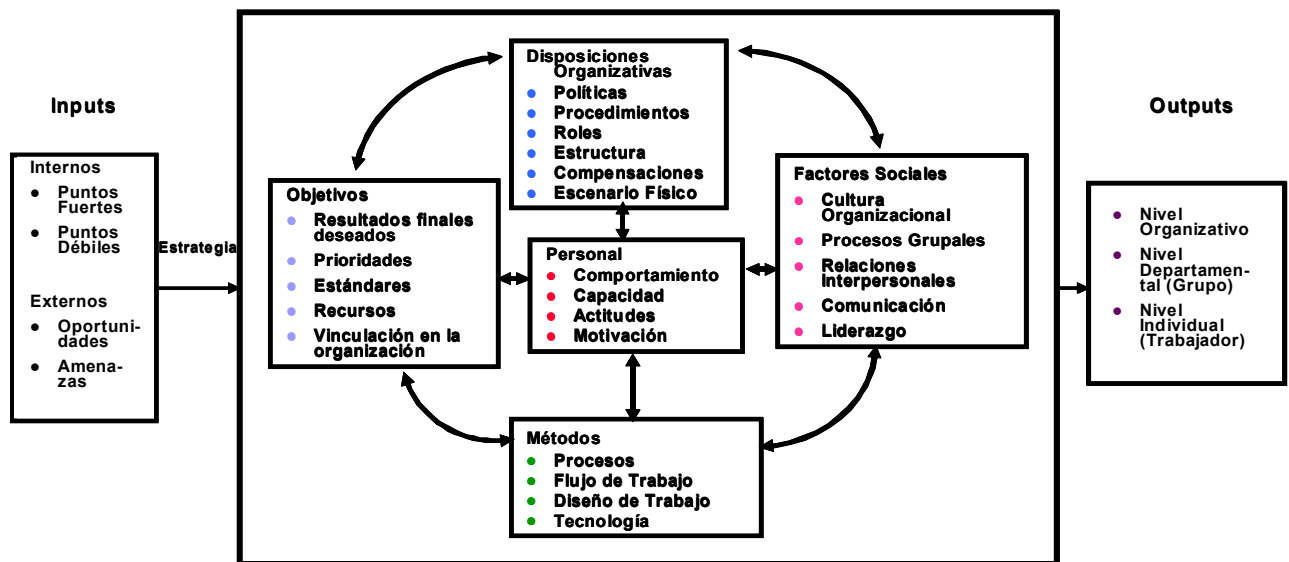 Inputs
Internos
● Puntos
Fuertes
● Puntos
Débiles
Externos
● Oportuni-
dades
● Amena-
zas
Estrategia
Disposiciones
Organizativas
● Políticas
● Procedimientos
● Roles
● Estructura
● Compensaciones
● Escenario Físico
Objetivos
● Resultados finales
deseados
● Prioridades
● Estándares
● Recursos
● Vinculación en la
organización
Personal
● Comportamiento
● Capacidad
● Actitudes
● Motivación
Factores Sociales
● Cultura
Organizacional
● Procesos Grupales
● Relaciones
Interpersonales
● Comunicación
● Liderazgo
Métodos
● Procesos
● Flujo de Trabajo
● Diseño de Trabajo
● Tecnología
Outputs
● Nivel
Organizativo
● Nivel
Departamen-
tal (Grupo)
● Nivel
Individual
(Trabajador)